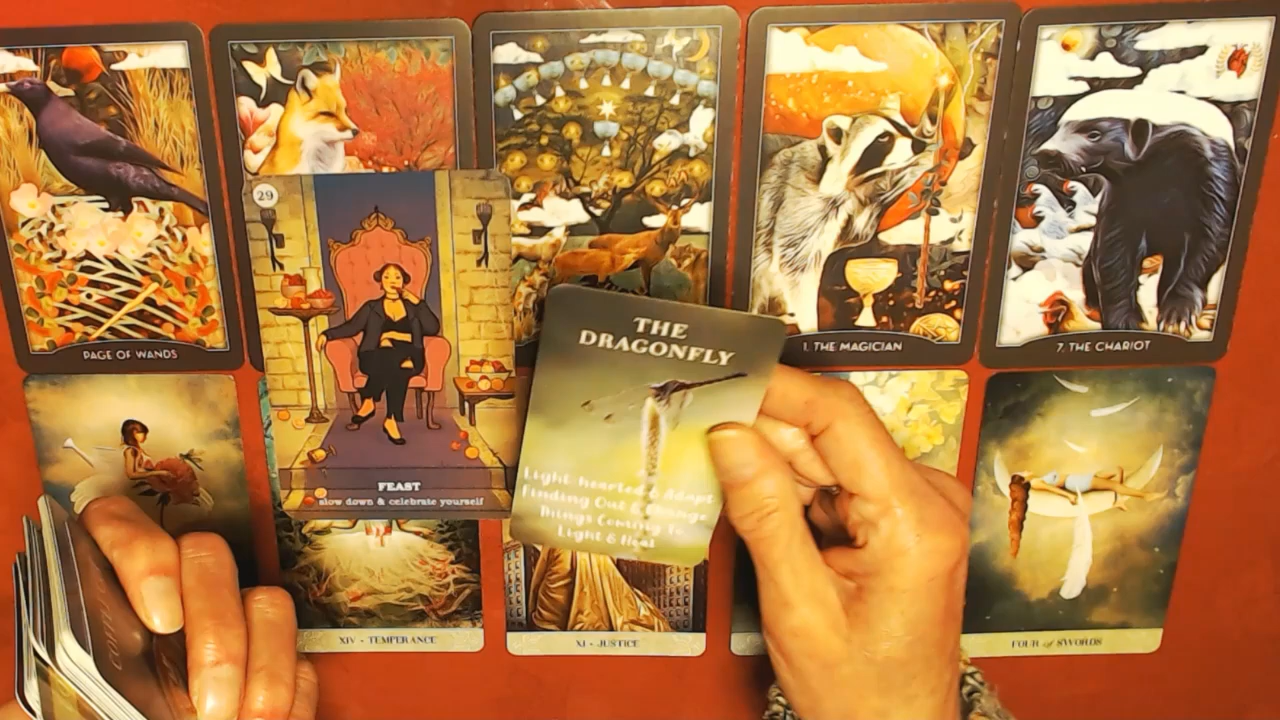 PAGE OF WANDS
1. THE MAGICIAN
7. THE CHARIOT
29
FEAST
slow down & celebrate yourself
THE
DRAGONFLY
Light hearted & Adapt
Finding Out & Change
Things Coming To
Light & Heal
XIV - TEMPERANCE
XI - JUSTICE
FOUR of SWORDS